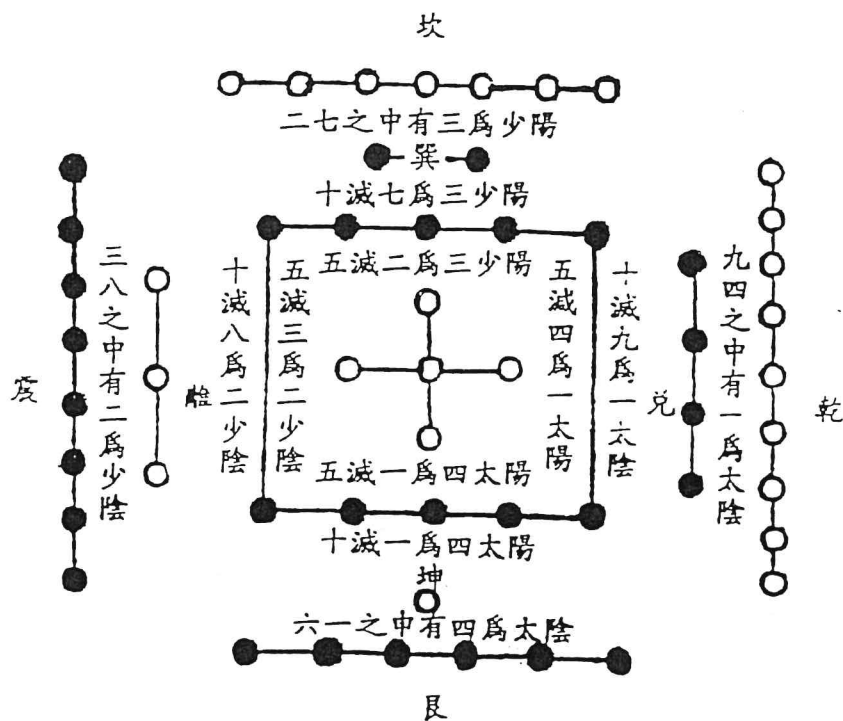 坎
二七之中有三爲少陽
巽
十減七爲三少陽
五減二爲三少陽
九四之中有一爲太陰
十減九爲一太陰
五減四爲一太陽
五減三爲二少陰
十減八爲二少陰
三八之中有二爲少陰
乾
兌
離
震
五減一爲四太陽
十減一爲四太陽
坤
六一之中有四爲太陰
艮